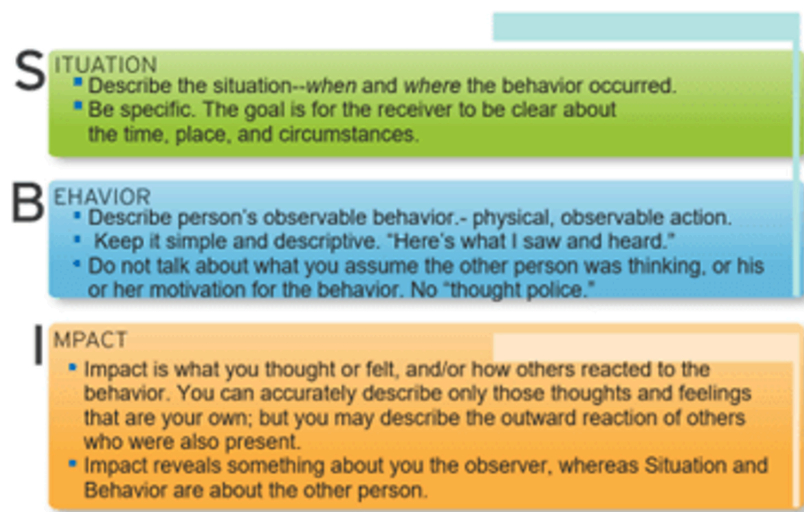 SITUATION
▪ Describe the situation--when and where the behavior occurred.
▪ Be specific. The goal is for the receiver to be clear about
the time, place, and circumstances.
BEHAVIOR
▪ Describe person's observable behavior.- physical, observable action.
▪ Keep it simple and descriptive. “Here's what I saw and heard.”
▪ Do not talk about what you assume the other person was thinking, or his
or her motivation for the behavior. No “thought police.”
IMPACT
▪ Impact is what you thought or felt, and/or how others reacted to the
behavior. You can accurately describe only those thoughts and feelings
that are your own; but you may describe the outward reaction of others
who were also present.
▪ Impact reveals something about you the observer, whereas Situation and
Behavior are about the other person.